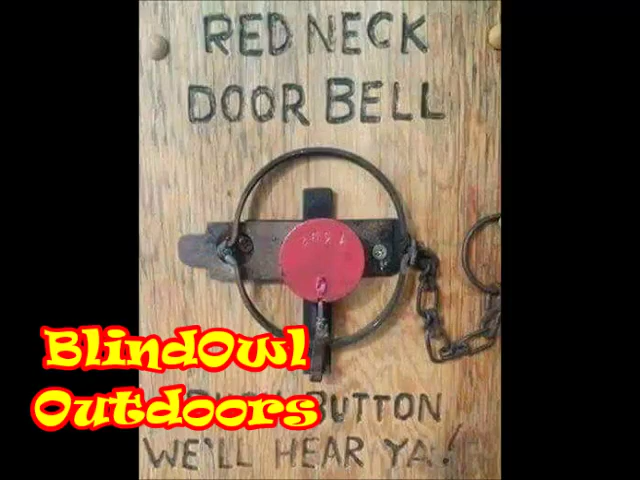 RED NECK
DOOR BELL
BlindOwl
Outdoors
BUTTON
WE'LL HEAR YA!